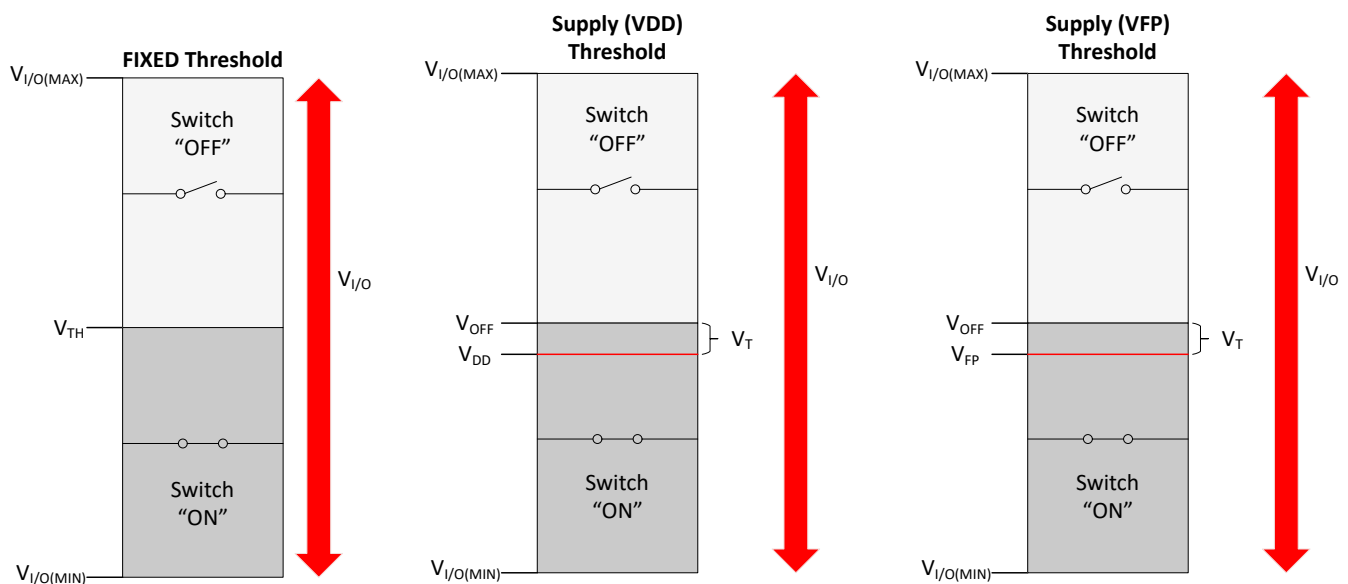 FIXED Threshold
V_I/O(MAX)
Switch
“OFF”
V_I/O
V_TH
Switch
“ON”
V_I/O(MIN)
Supply (VDD)
Threshold
V_I/O(MAX)
Switch
“OFF”
V_I/O
V_OFF
V_T
V_DD
Switch
“ON”
V_I/O(MIN)
Supply (VFP)
Threshold
V_I/O(MAX)
Switch
“OFF”
V_I/O
V_OFF
V_T
V_FP
Switch
“ON”
V_I/O(MIN)